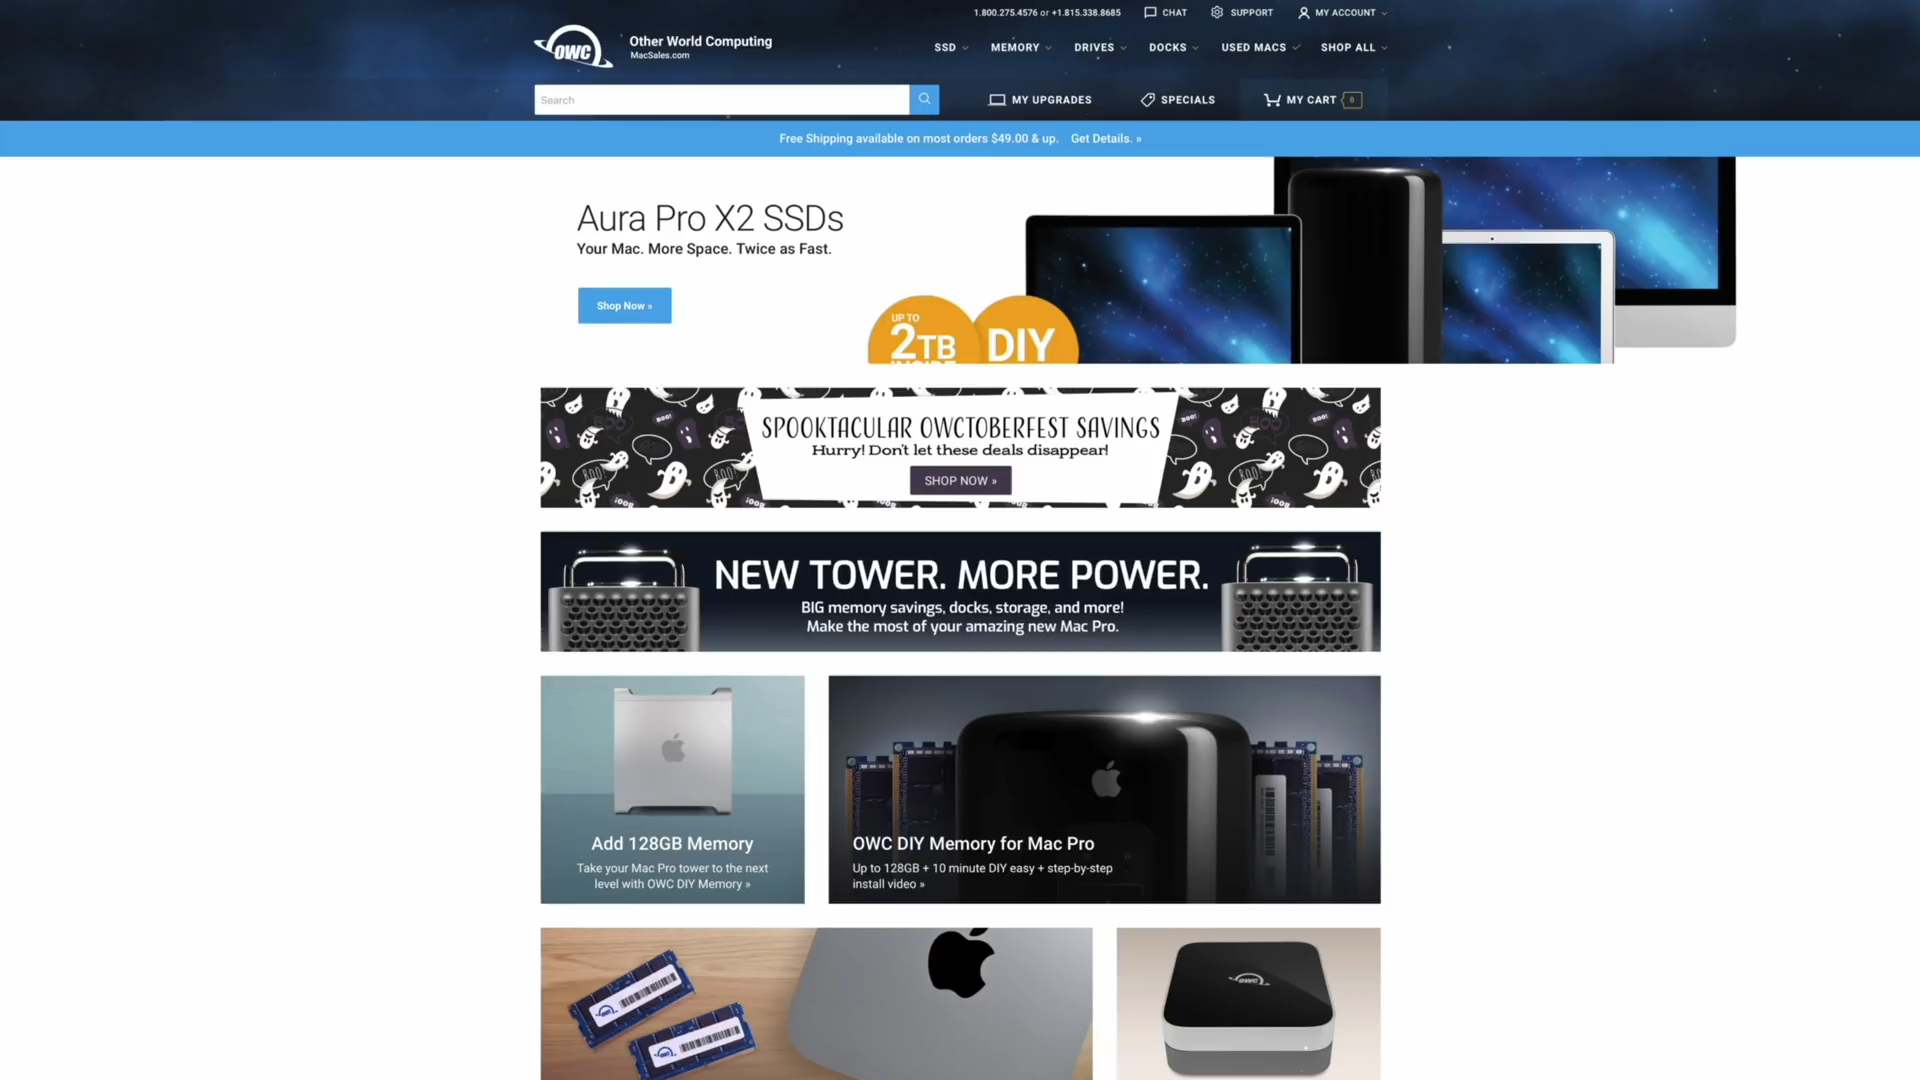 1.800.275.4576 or +1.815.338.8685 CHAT SUPPORT MY ACCOUNT
OWC Other World Computing
MacSales.com
SSD MEMORY DRIVES DOCKS USED MACS SHOP ALL
Search MY UPGRADES SPECIALS MY CART 0
Free Shipping available on most orders $49.00 & up. Get Details. »
Aura Pro X2 SSDs
Your Mac. More Space. Twice as Fast.
Shop Now »
UP TO
2TB
INSIDE
DIY
SPOOKTACULAR OWCTOBERFEST SAVINGS
Hurry! Don't let these deals disappear!
SHOP NOW »
BOO!
NEW TOWER. MORE POWER.
BIG memory savings, docks, storage, and more!
Make the most of your amazing new Mac Pro.
Add 128GB Memory
Take your Mac Pro tower to the next
level with OWC DIY Memory »
OWC DIY Memory for Mac Pro
Up to 128GB + 10 minute DIY easy + step-by-step
install video »
OWC
OWC
OWC